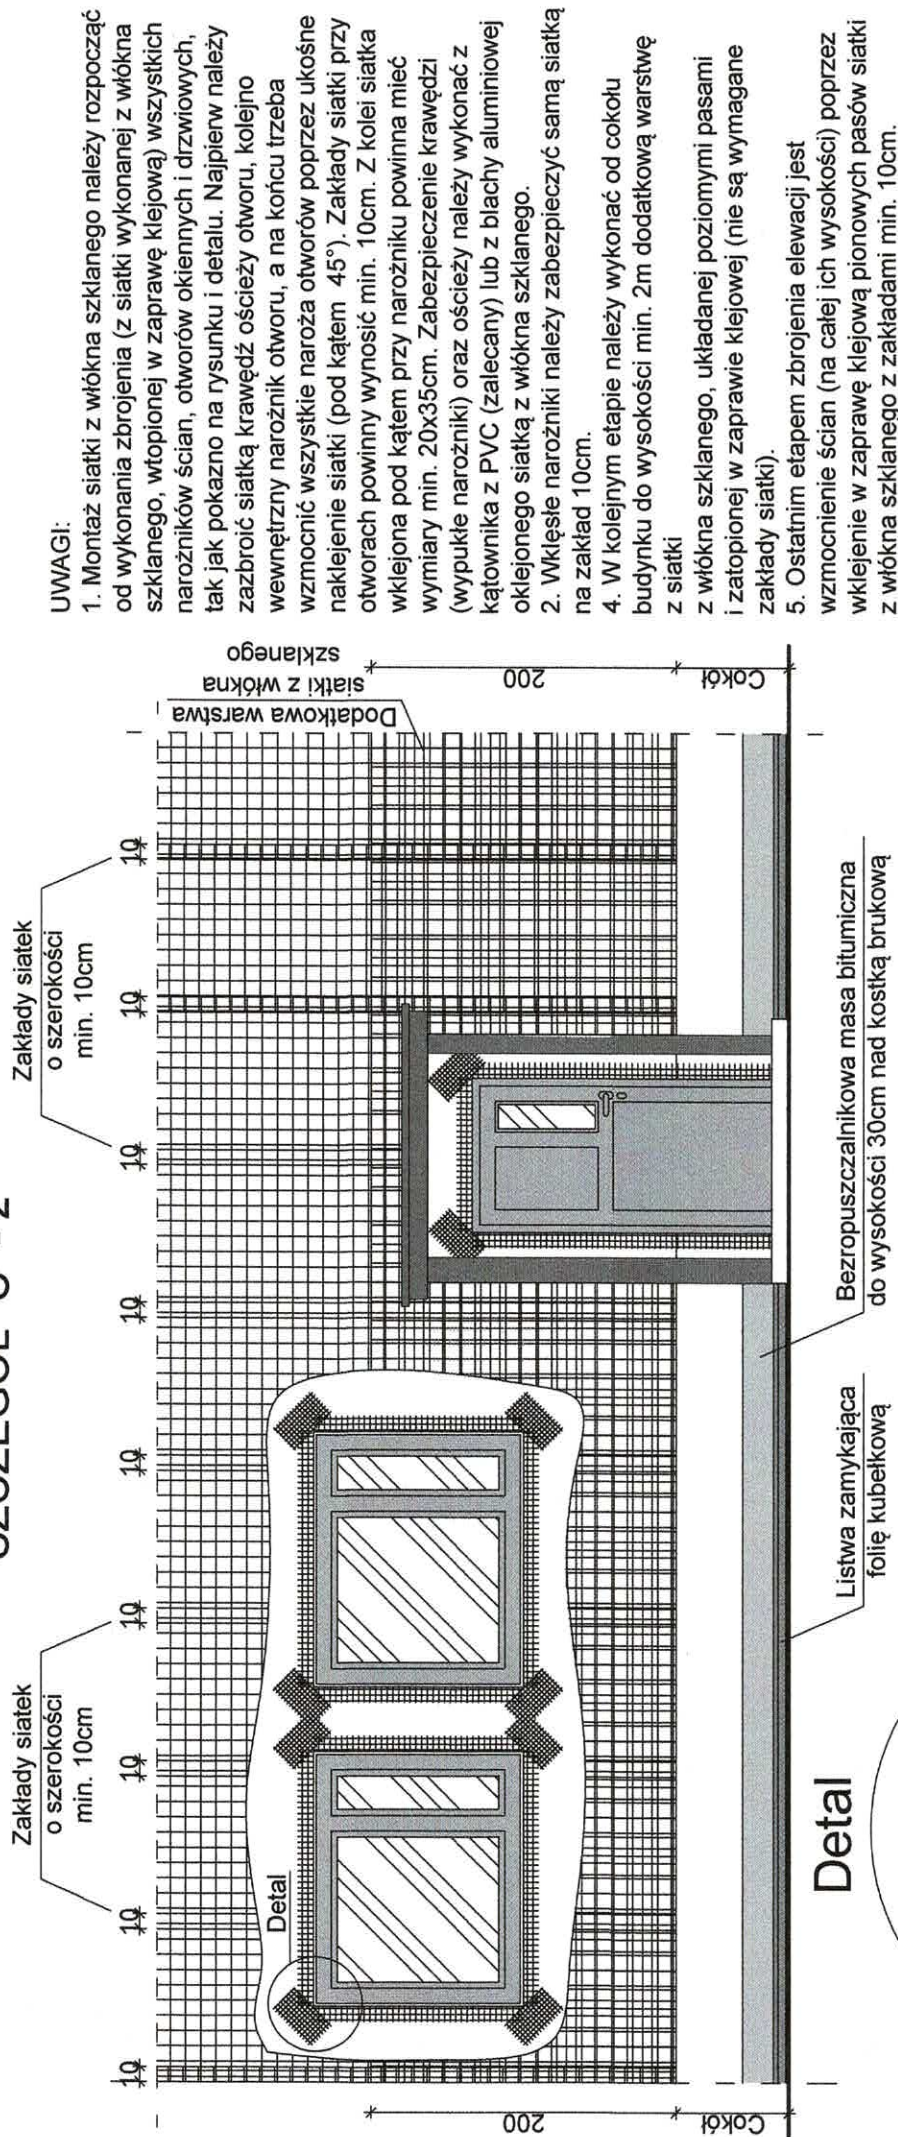 Zakłady siatek
o szerokości
min. 10cm
Zakłady siatek
o szerokości
min. 10cm
10
10
10
10
10
10
10
10
10
Detal
Dodatkowa warstwa
siatki z włókna
szklanego
200
Cokół
200
Cokół
Listwa zamykająca
folię kubełkową
Bezropuszczalnikowa masa bitumiczna
do wysokości 30cm nad kostką brukową
Detal
UWAGI:
1. Montaż siatki z włókna szklanego należy rozpocząć
od wykonania zbrojenia (z siatki wykonanej z włókna
szklanego, wtopionej w zaprawę klejową) wszystkich
narożników ścian, otworów okiennych i drzwiowych,
tak jak pokazno na rysunku i detalu. Najpierw należy
zazbroić siatką krawędź ościeży otworu, kolejno
wewnętrzny narożnik otworu, a na końcu trzeba
wzmocnić wszystkie naroża otworów poprzez ukośne
naklejenie siatki (pod kątem 45°). Zakłady siatki przy
otworach powinny wynosić min. 10cm. Z kolei siatka
wklejona pod kątem przy narożniku powinna mieć
wymiary min. 20x35cm. Zabezpieczenie krawędzi
(wypukłe narożniki) oraz ościeży należy wykonać z
kątownika z PVC (zalecany) lub z blachy aluminiowej
oklejonego siatką z włókna szklanego.
2. Wklęsłe narożniki należy zabezpieczyć samą siatką
na zakład 10cm.
4. W kolejnym etapie należy wykonać od cokołu
budynku do wysokości min. 2m dodatkową warstwę
z siatki
z włókna szklanego, układanej poziomymi pasami
i zatopionej w zaprawie klejowej (nie są wymagane
zakłady siatki).
5. Ostatnim etapem zbrojenia elewacji jest
wzmocnienie ścian (na całej ich wysokości) poprzez
wklejenie w zaprawę klejową pionowych pasów siatki
z włókna szklanego z zakładami min. 10cm.